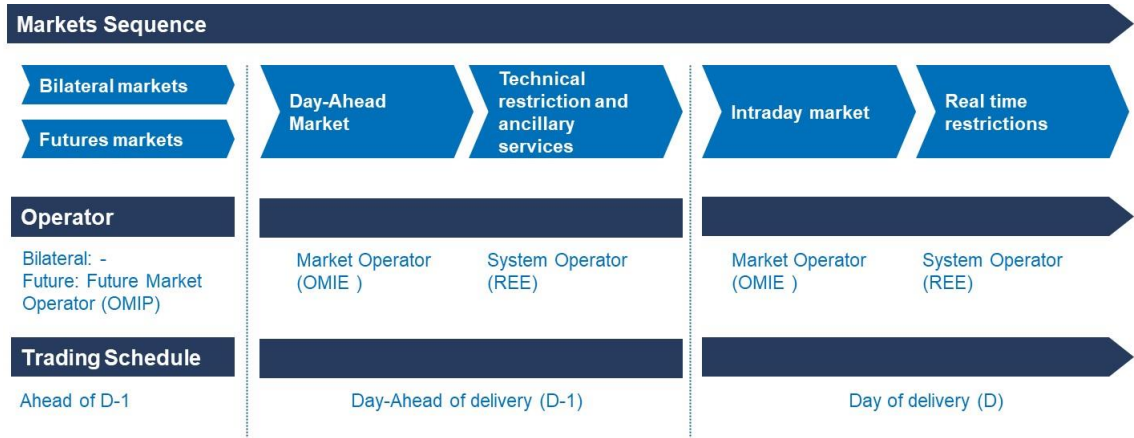 Markets Sequence
Bilateral markets
Futures markets
Day-Ahead
Market
Technical
restriction and
ancillary
services
Intraday market
Real time
restrictions
Operator
Bilateral: -
Future: Future Market
Operator (OMIP)
Market Operator
(OMIE )
System Operator
(REE)
Market Operator
(OMIE )
System Operator
(REE)
Trading Schedule
Ahead of D-1
Day-Ahead of delivery (D-1)
Day of delivery (D)